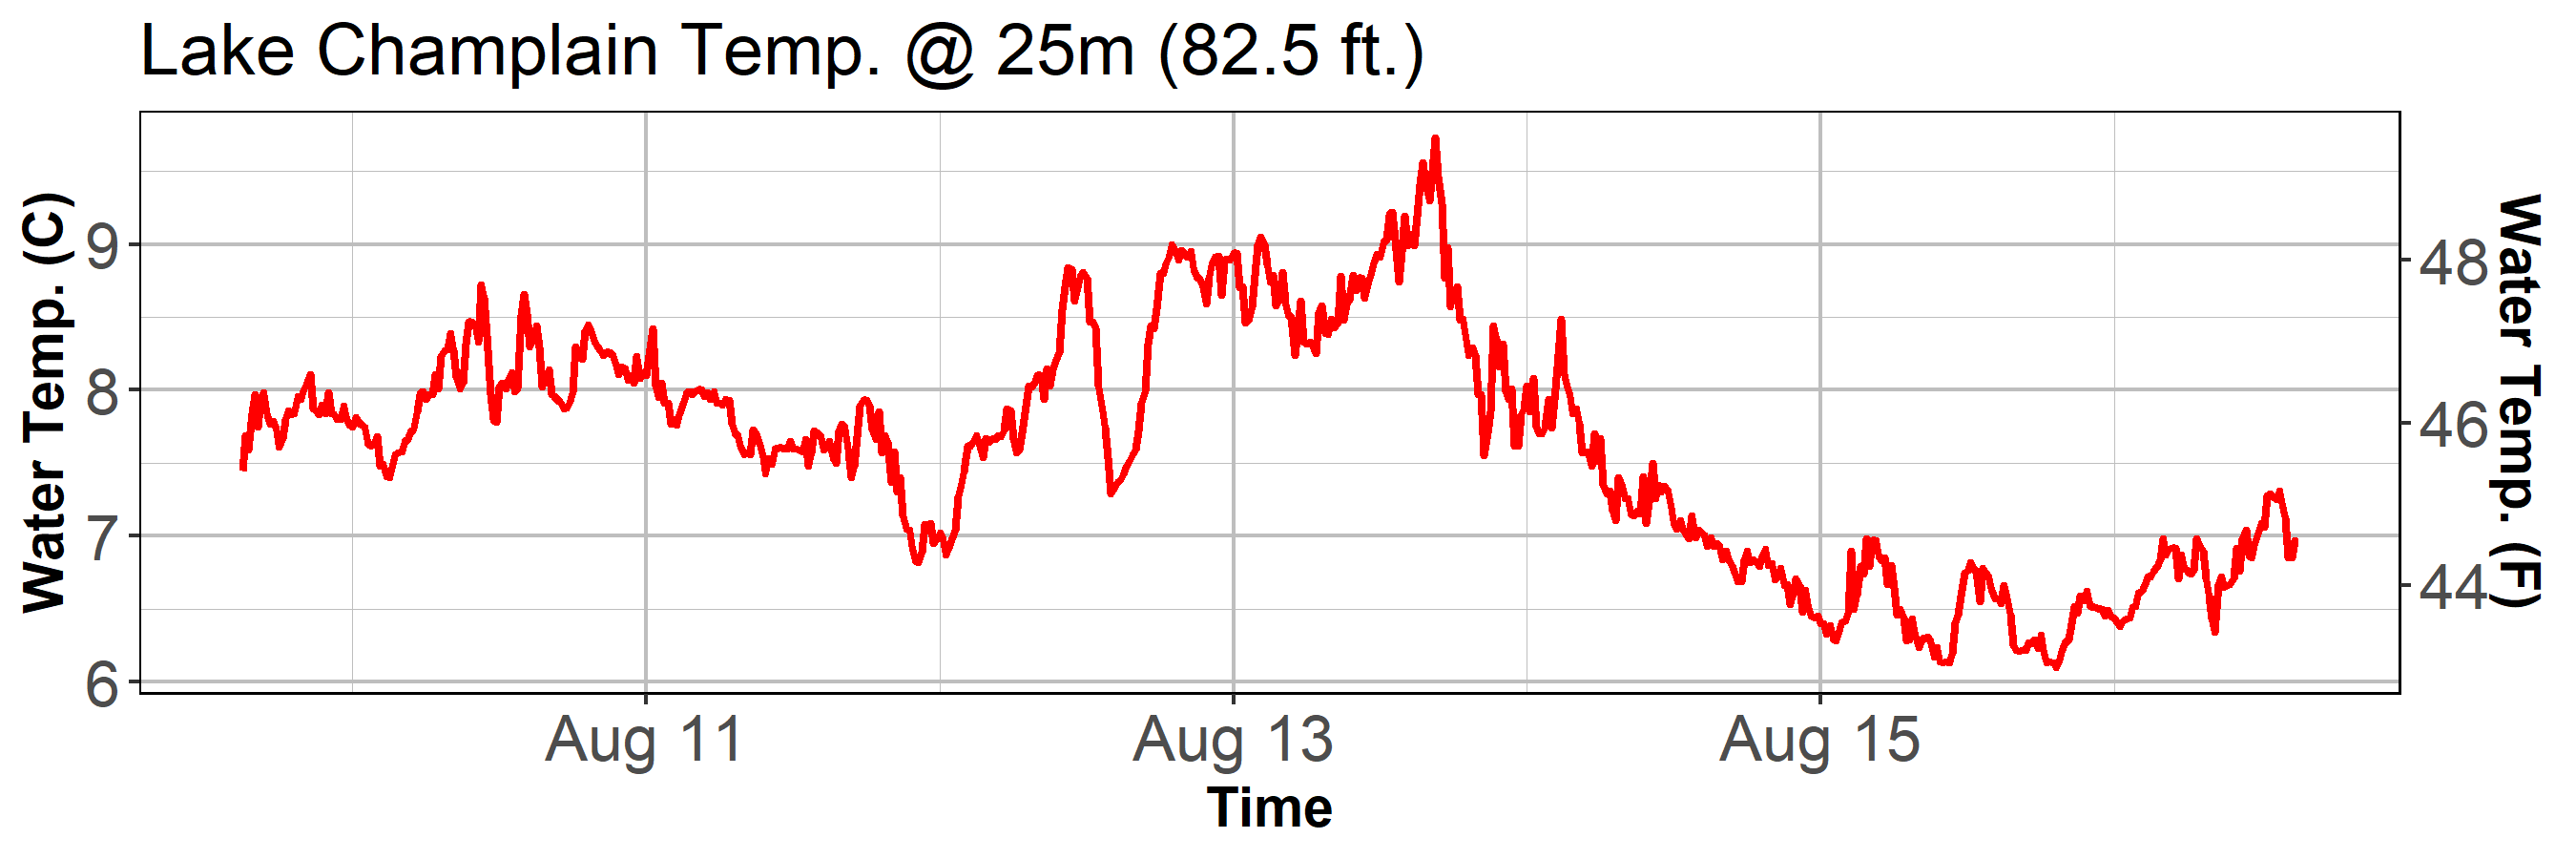 Lake Champlain Temp. @ 25m (82.5 ft.)
Water Temp. (C)
9
8
7
6
48
46
44
Water Temp. (F)
Aug 11
Aug 13
Aug 15
Time